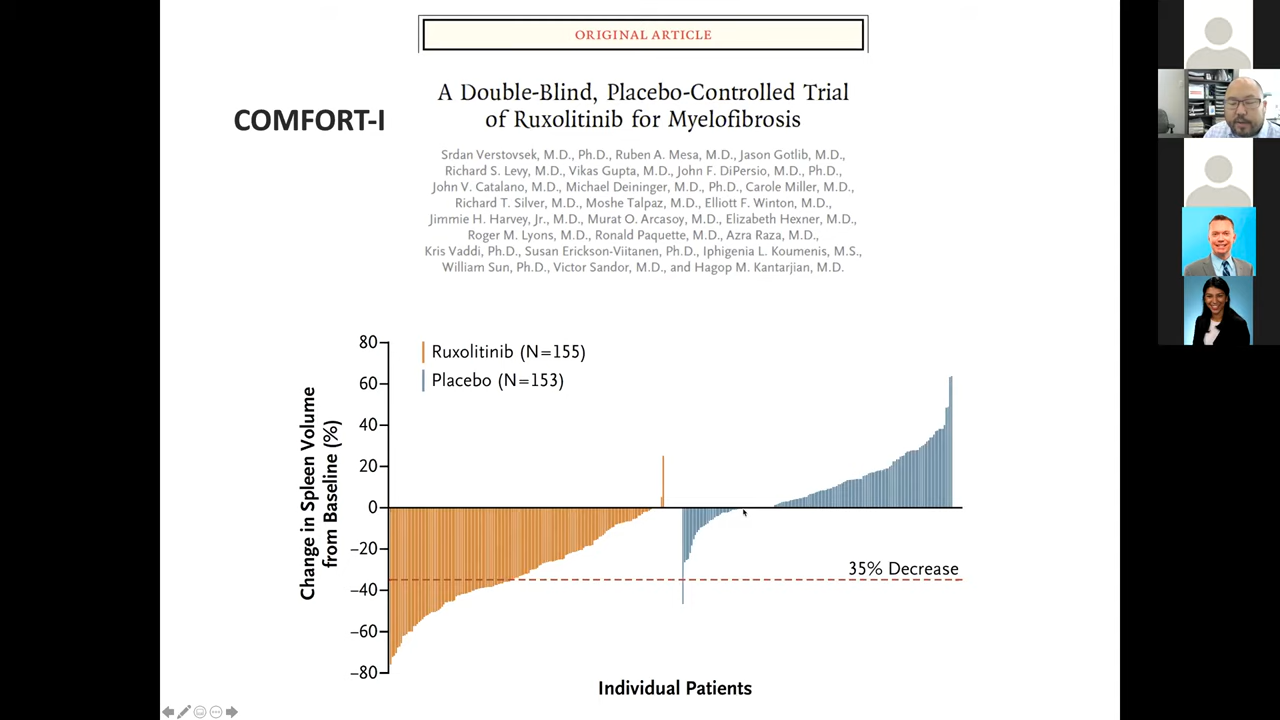 ORIGINAL ARTICLE
COMFORT-I
A Double-Blind, Placebo-Controlled Trial
of Ruxolitinib for Myelofibrosis
Srdan Verstovsek, M.D., Ph.D., Ruben A. Mesa, M.D., Jason Gotlib, M.D.,
Richard S. Levy, M.D., Vikas Gupta, M.D., John F. DiPersio, M.D., Ph.D.,
John V. Catalano, M.D., Michael Deininger, M.D., Ph.D., Carole Miller, M.D.,
Richard T. Silver, M.D., Moshe Talpaz, M.D., Elliott F. Winton, M.D.,
Jimmie H. Harvey, Jr., M.D., Murat O. Arcasoy, M.D., Elizabeth Hexner, M.D.,
Roger M. Lyons, M.D., Ronald Paquette, M.D., Azra Raza, M.D.,
Kris Vaddi, Ph.D., Susan Erickson-Viitanen, Ph.D., Iphigenia L. Koumenis, M.S.,
William Sun, Ph.D., Victor Sandor, M.D., and Hagop M. Kantarjian, M.D.
Change in Spleen Volume
from Baseline (%)
80
60
40
20
0
−20
−40
−60
−80
Ruxolitinib (N=155)
Placebo (N=153)
35% Decrease
Individual Patients